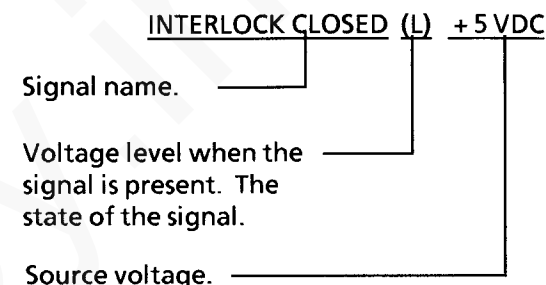 INTERLOCK CLOSED (L) +5 VDC
Signal name.
Voltage level when the
signal is present. The
state of the signal.
Source voltage.